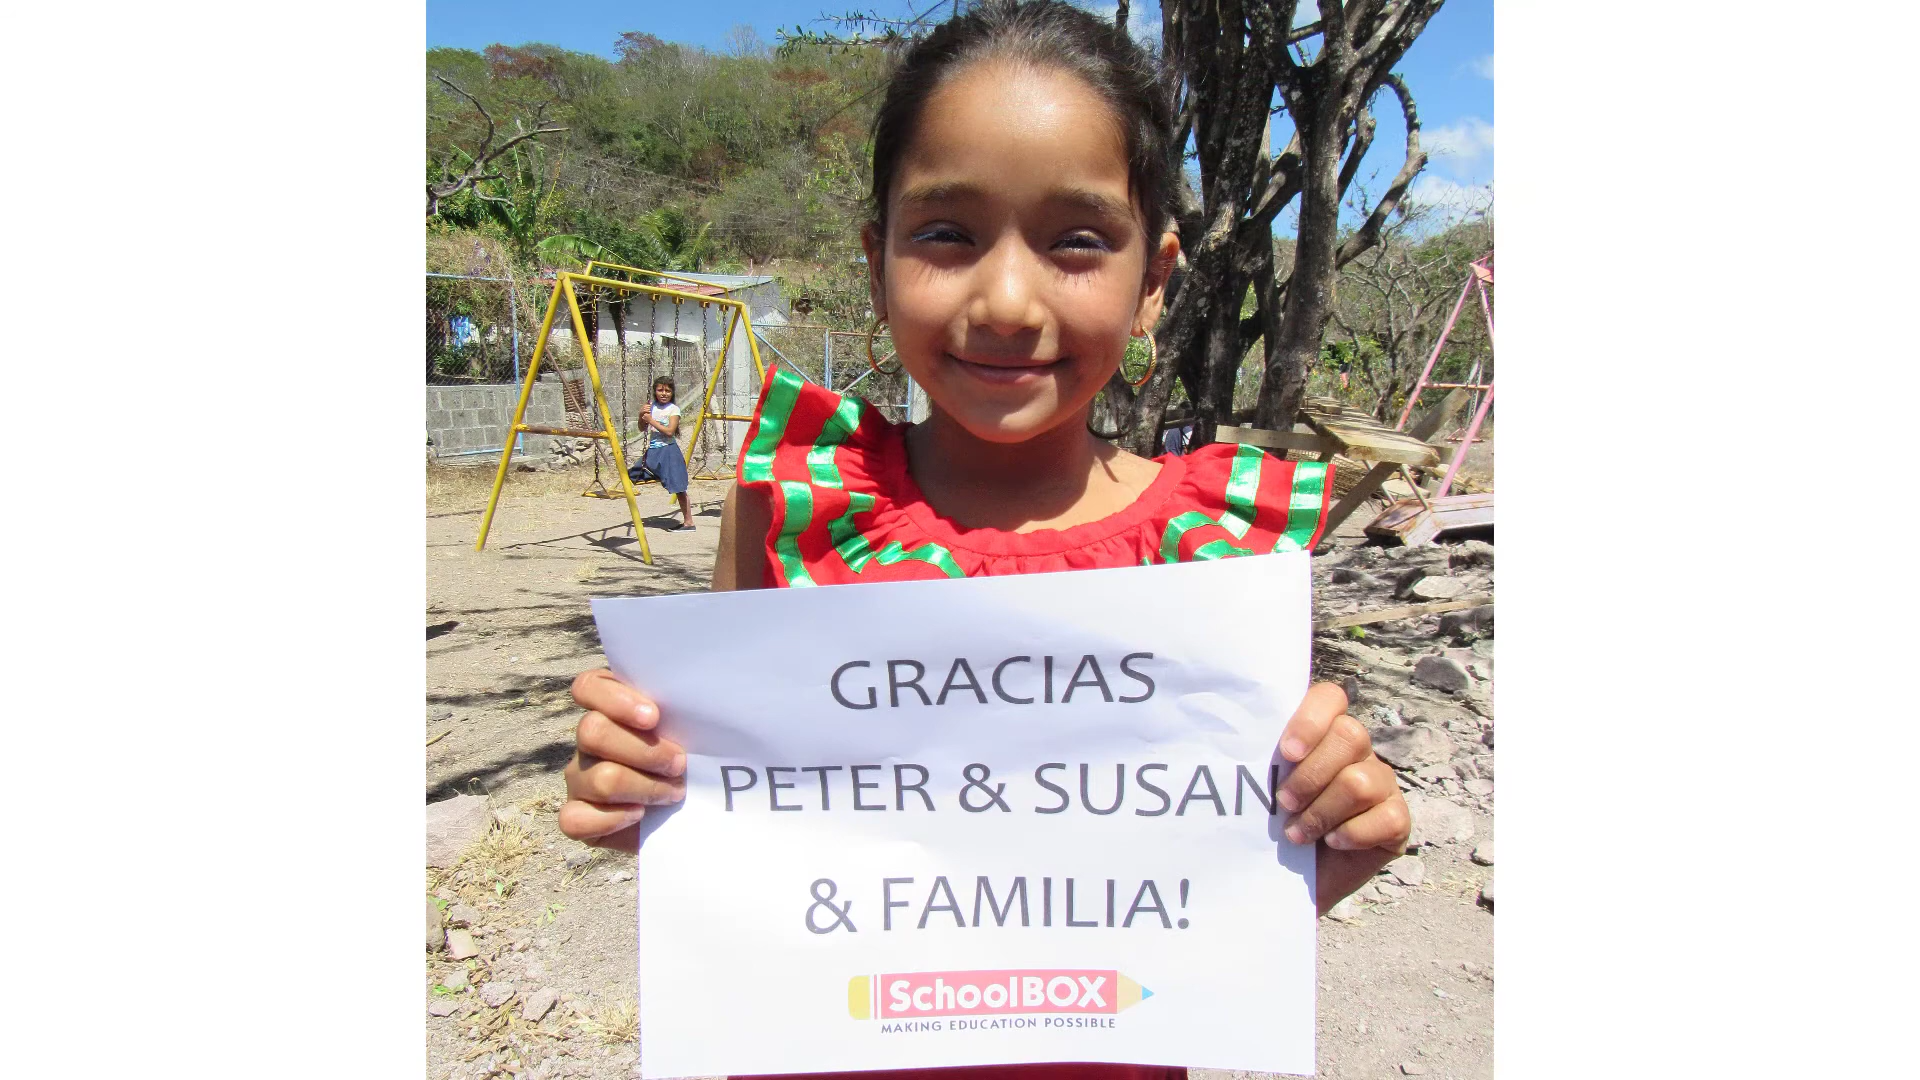 GRACIAS
PETER & SUSAN
& FAMILIA!
SchoolBOX
MAKING EDUCATION POSSIBLE